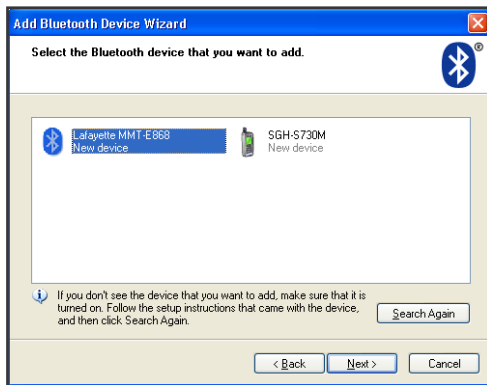 Add Bluetooth Device Wizard
Select the Bluetooth device that you want to add.
®
Lafayette MMT-E868
New device
SGH-S730M
New device
If you don't see the device that you want to add, make sure that it is
turned on. Follow the setup instructions that came with the device,
and then click Search Again.
Search Again
< Back
Next >
Cancel